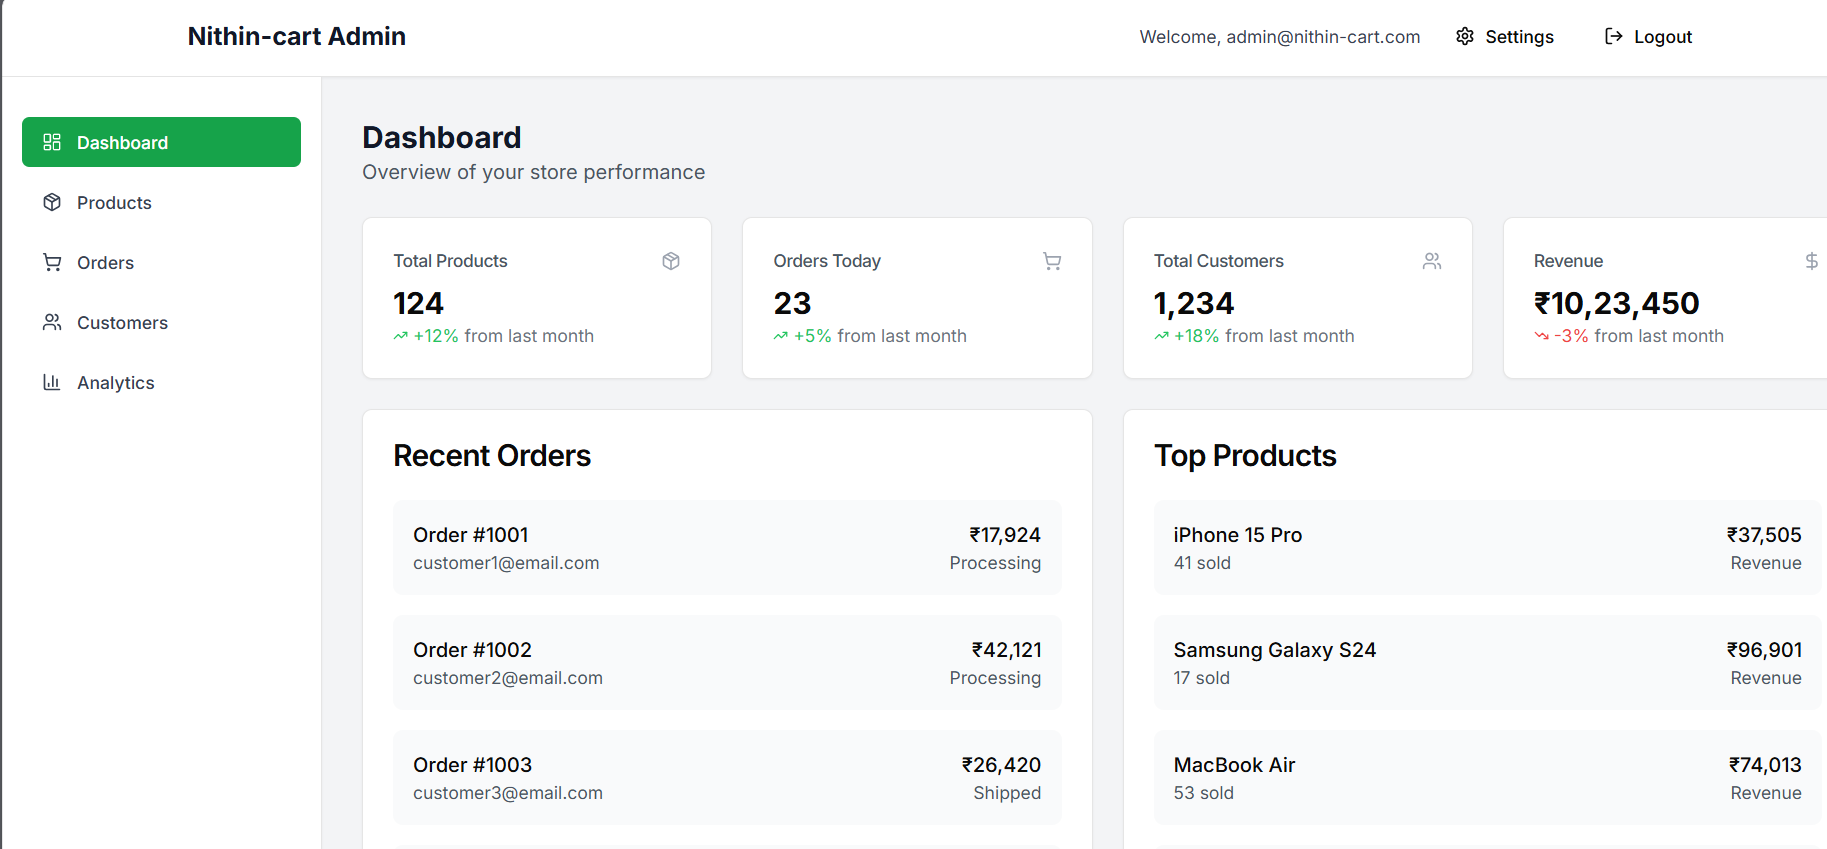 Nithin-cart Admin
Welcome, admin@nithin-cart.com
Settings
Logout
Dashboard
Products
Orders
Customers
Analytics
Dashboard
Overview of your store performance
Total Products
124
+12% from last month
Orders Today
23
+5% from last month
Total Customers
1,234
+18% from last month
Revenue
₹10,23,450
-3% from last month
Recent Orders
Order #1001
₹17,924
customer1@email.com
Processing
Order #1002
₹42,121
customer2@email.com
Processing
Order #1003
₹26,420
customer3@email.com
Shipped
Top Products
iPhone 15 Pro
₹37,505
41 sold
Revenue
Samsung Galaxy S24
₹96,901
17 sold
Revenue
MacBook Air
₹74,013
53 sold
Revenue